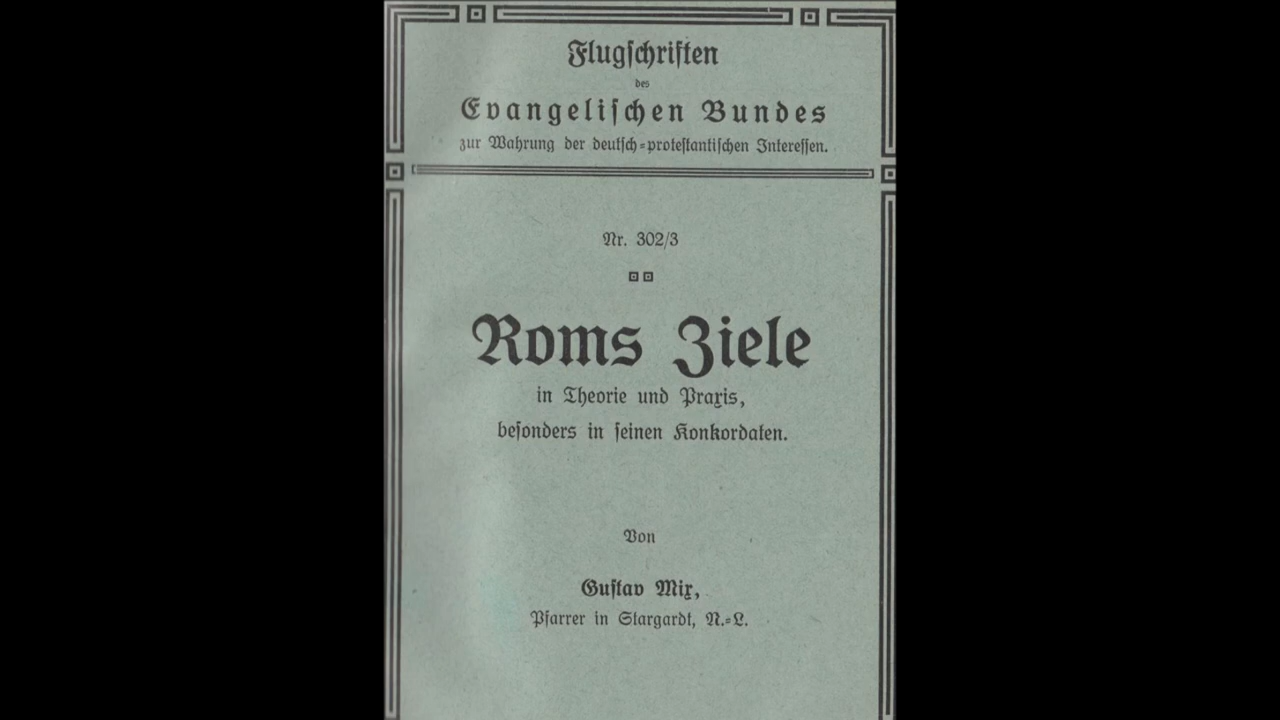 Flugschriften
des
Evangelischen Bundes
zur Wahrung der deutsch-protestantischen Interessen.
Nr. 302/3
Roms Ziele
in Theorie und Praxis,
besonders in seinen Konkordaten.
Von
Gustav Mix,
Pfarrer in Stargardt, N.-L.